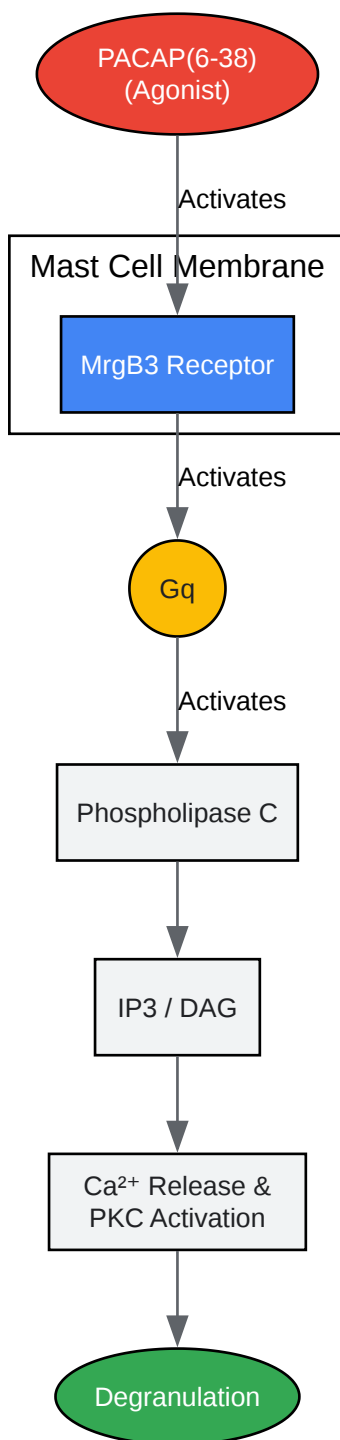 PACAP(6-38)
(Agonist)
Activates
Mast Cell Membrane
MrgB3 Receptor
Activates
Gq
Activates
Phospholipase C
IP3 / DAG
Ca²⁺ Release &
PKC Activation
Degranulation